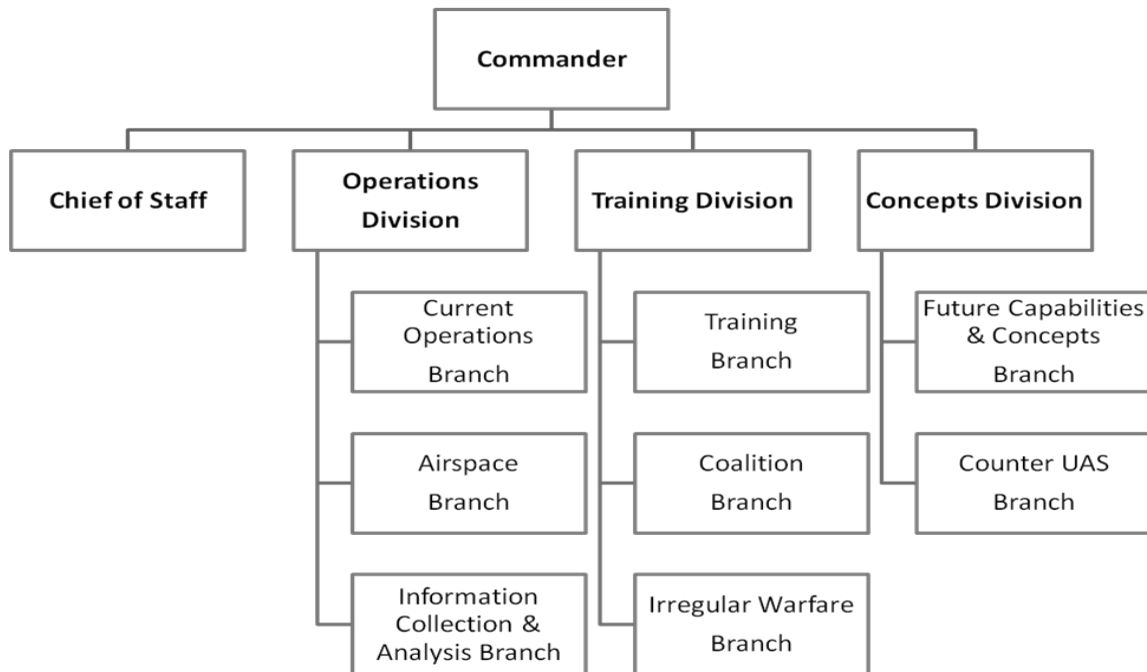 Commander
Chief of Staff
Operations
Division
Training Division
Concepts Division
Current
Operations
Branch
Training
Branch
Future Capabilities
& Concepts
Branch
Airspace
Branch
Coalition
Branch
Counter UAS
Branch
Information
Collection &
Analysis Branch
Irregular Warfare
Branch